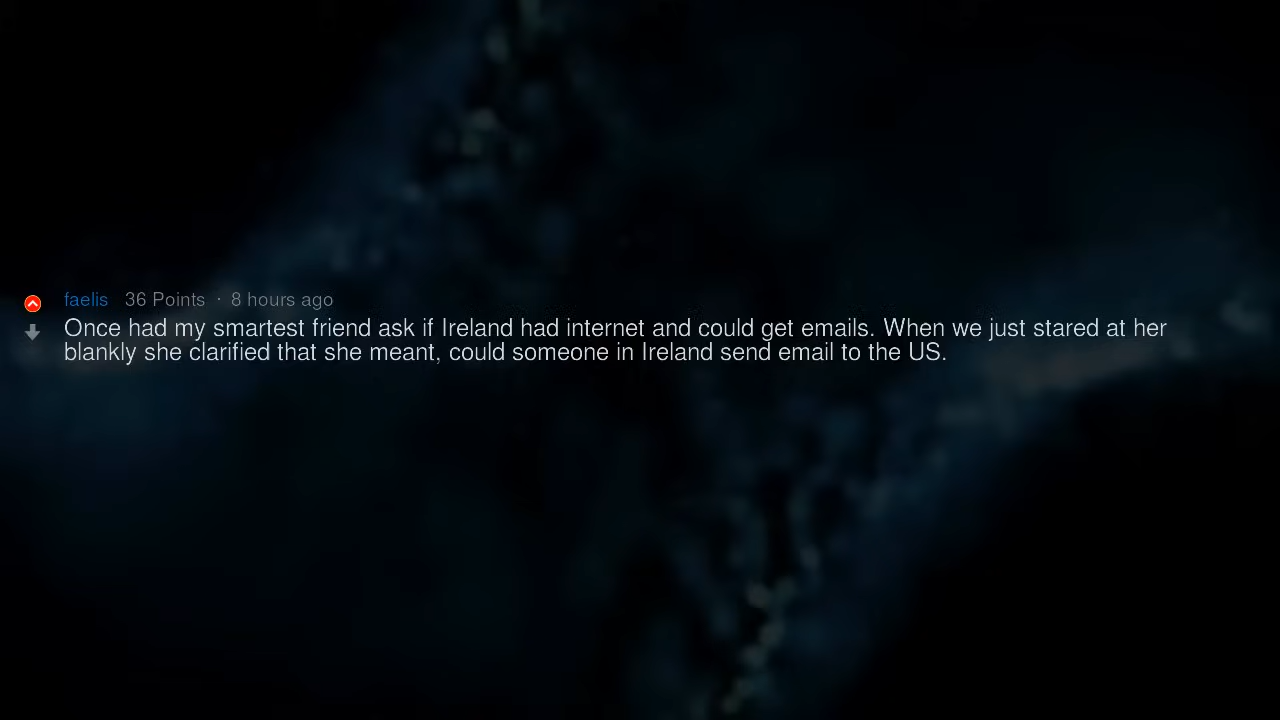 faelis 36 Points · 8 hours ago
Once had my smartest friend ask if Ireland had internet and could get emails. When we just stared at her
blankly she clarified that she meant, could someone in Ireland send email to the US.